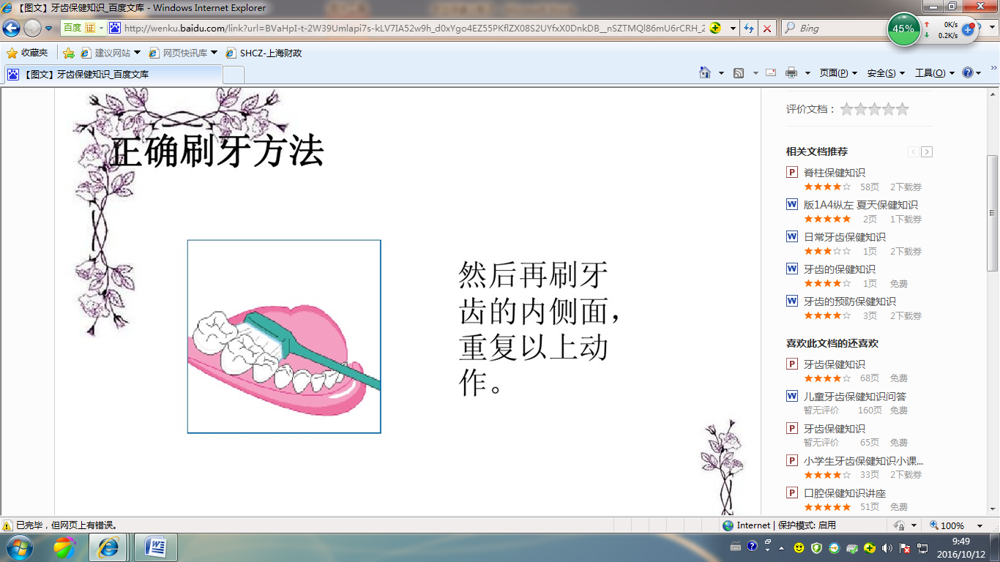 【图文】牙齿保健知识_百度文库 - Windows Internet Explorer
百度 证
Bing
45%
0K/s
0.2K/s
收藏夹
建议网站
网页快讯库
SHCZ-上海财政
【图文】牙齿保健知识_百度文库
页面(P)
安全(S)
工具(O)
正确刷牙方法
然后再刷牙
齿的内侧面，
重复以上动
作。
评价文档：
相关文档推荐
脊柱保健知识
58页 2下载券
版1A4纵左 夏天保健知识
2页 1下载券
日常牙齿保健知识
1页 2下载券
牙齿的保健知识
1页 免费
牙齿的预防保健知识
3页 2下载券
喜欢此文档的还喜欢
牙齿保健知识
68页 免费
儿童牙齿保健知识问答
暂无评价 160页 免费
牙齿保健知识
暂无评价 65页 免费
小学生牙齿保健知识小课...
33页 2下载券
口腔保健知识讲座
51页 免费
已完毕，但网页上有错误。
Internet | 保护模式: 启用
100%
9:49
2016/10/12